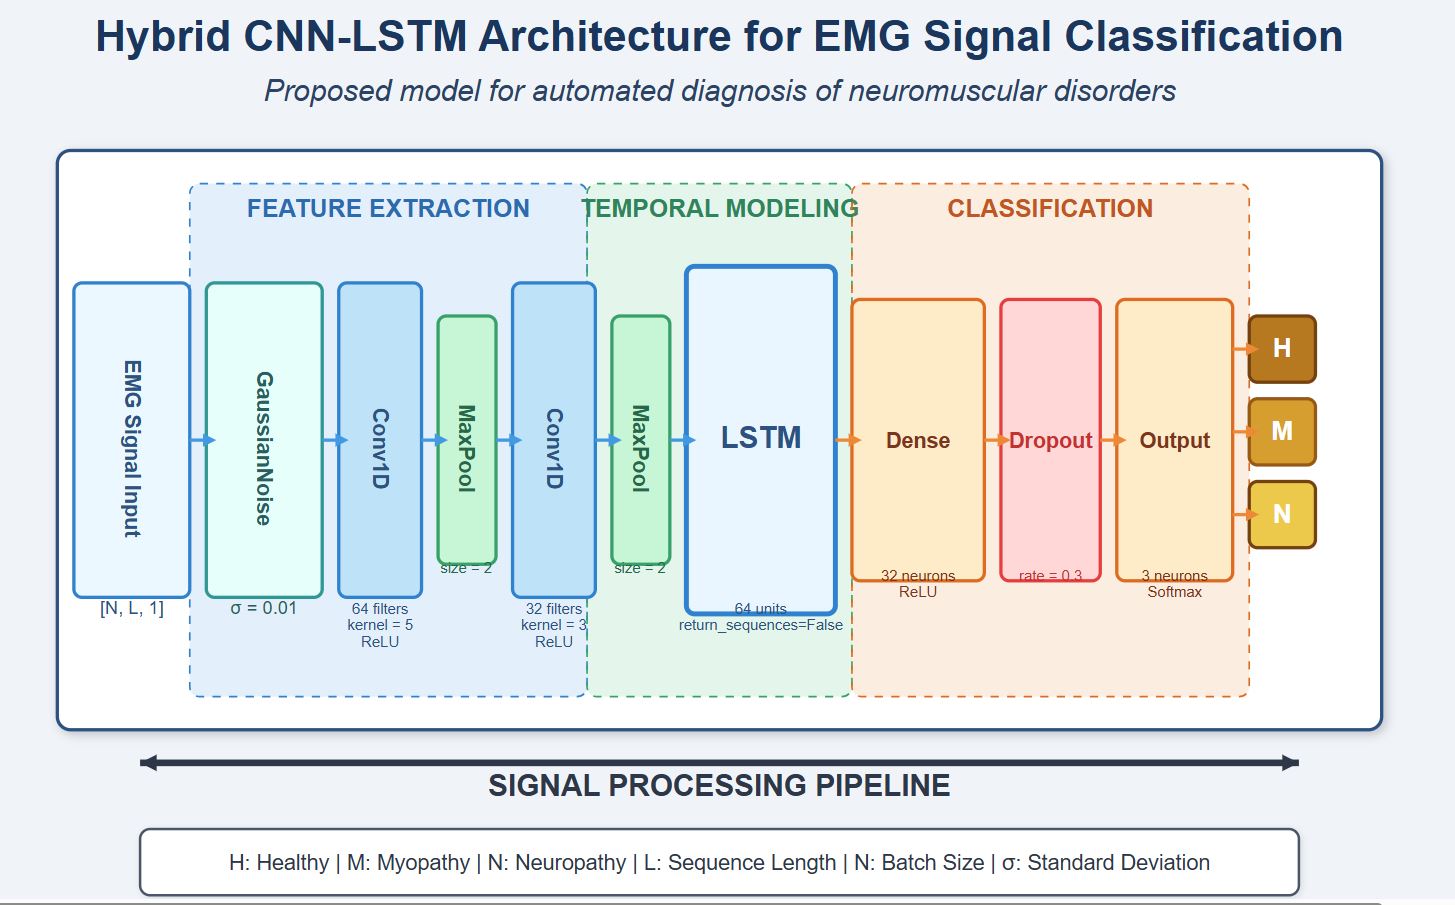 Hybrid CNN-LSTM Architecture for EMG Signal Classification
Proposed model for automated diagnosis of neuromuscular disorders
FEATURE EXTRACTION
TEMPORAL MODELING
CLASSIFICATION
EMG Signal Input
[N, L, 1]
GaussianNoise
σ = 0.01
Conv1D
64 filters
kernel = 5
ReLU
MaxPool
size = 2
Conv1D
32 filters
kernel = 3
ReLU
MaxPool
size = 2
LSTM
64 units
return_sequences=False
Dense
32 neurons
ReLU
Dropout
rate = 0.3
Output
3 neurons
Softmax
H
M
N
SIGNAL PROCESSING PIPELINE
H: Healthy | M: Myopathy | N: Neuropathy | L: Sequence Length | N: Batch Size | σ: Standard Deviation